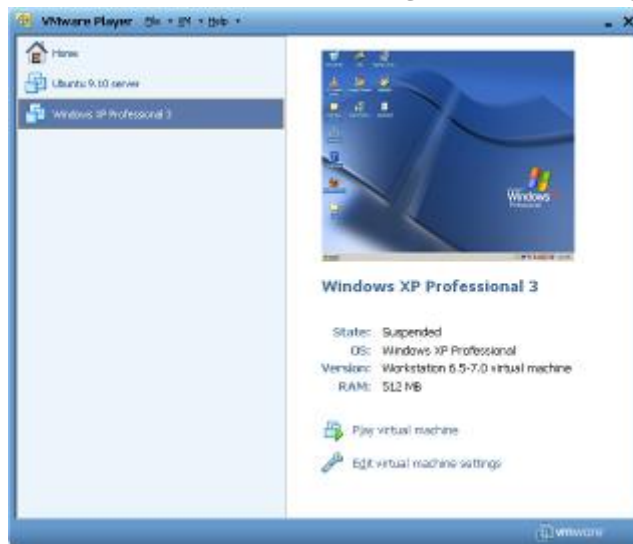 VMware Player File VM Help
Home
Ubuntu 9.10 server
Windows XP Professional 3
Windows
Professional
Windows XP Professional 3
State: Suspended
OS: Windows XP Professional
Version: Workstation 6.5-7.0 virtual machine
RAM: 512 MB
Play virtual machine
Edit virtual machine settings
vmware